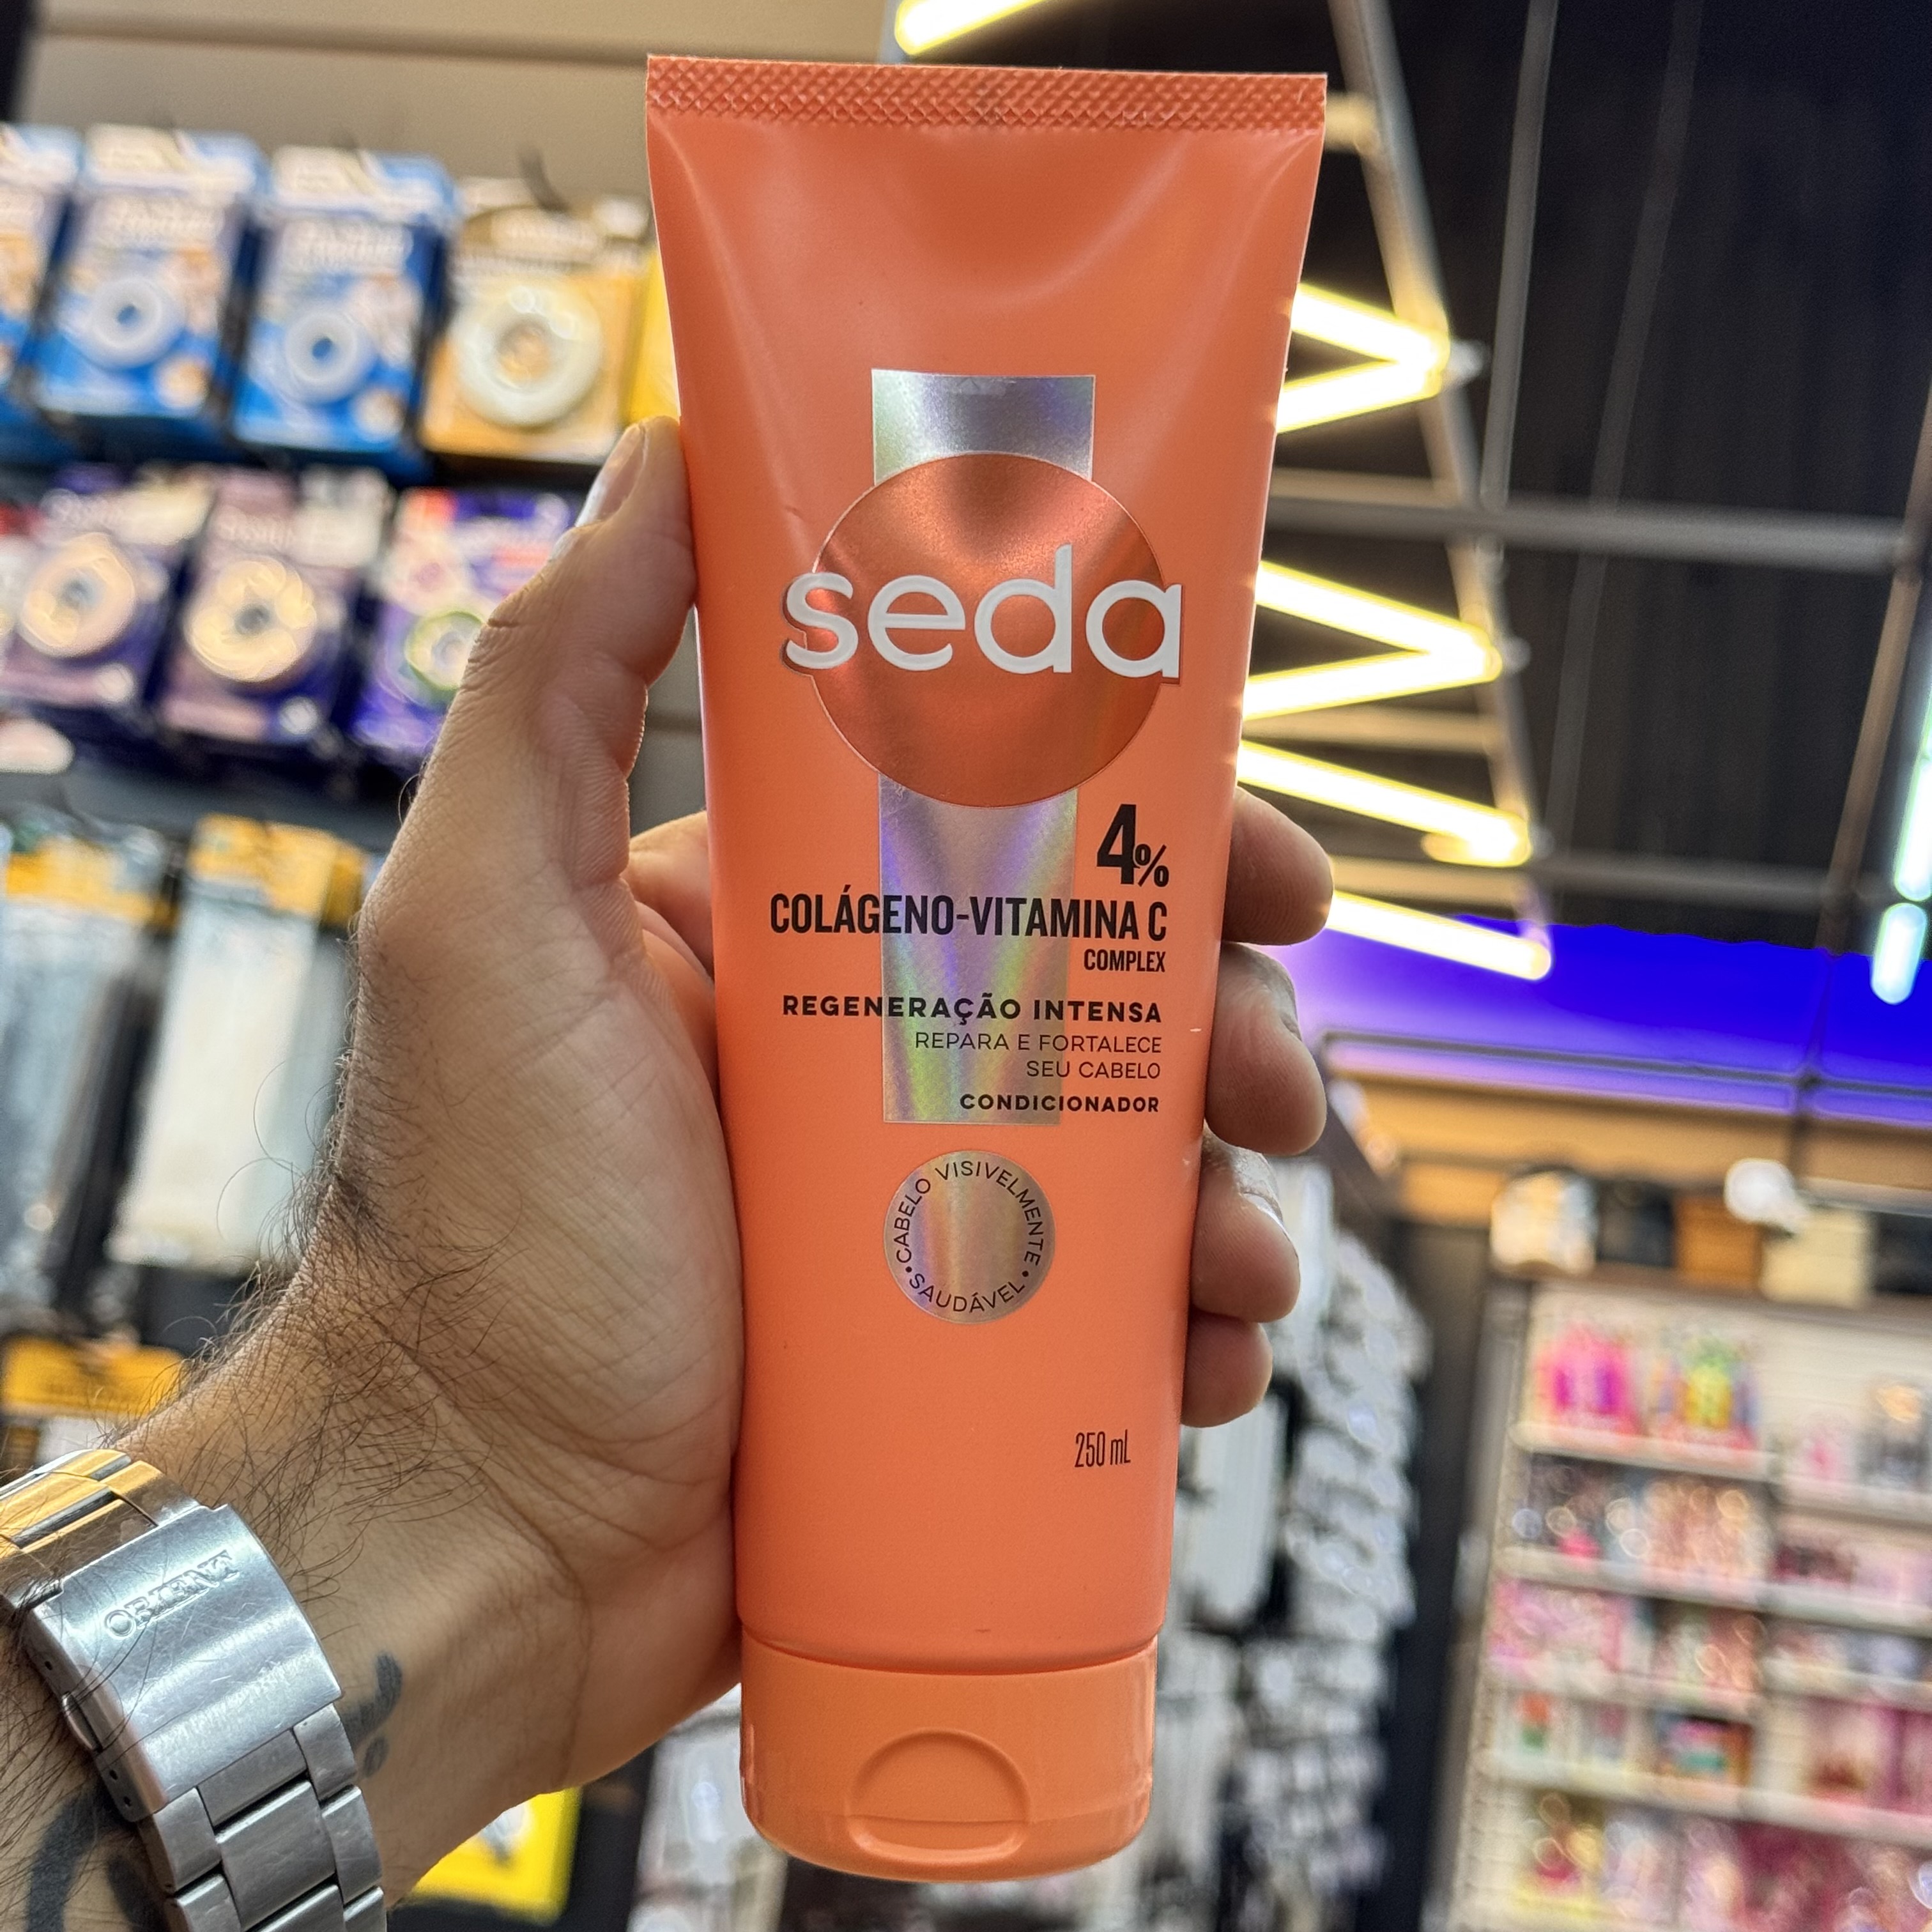 seda
4%
COLÁGENO-VITAMINA C
COMPLEX
REGENERAÇÃO INTENSA
REPARA E FORTALECE
SEU CABELO
CONDICIONADOR
• CABELO VISIVELMENTE •
SAUDÁVEL
250 mL
ORIENT